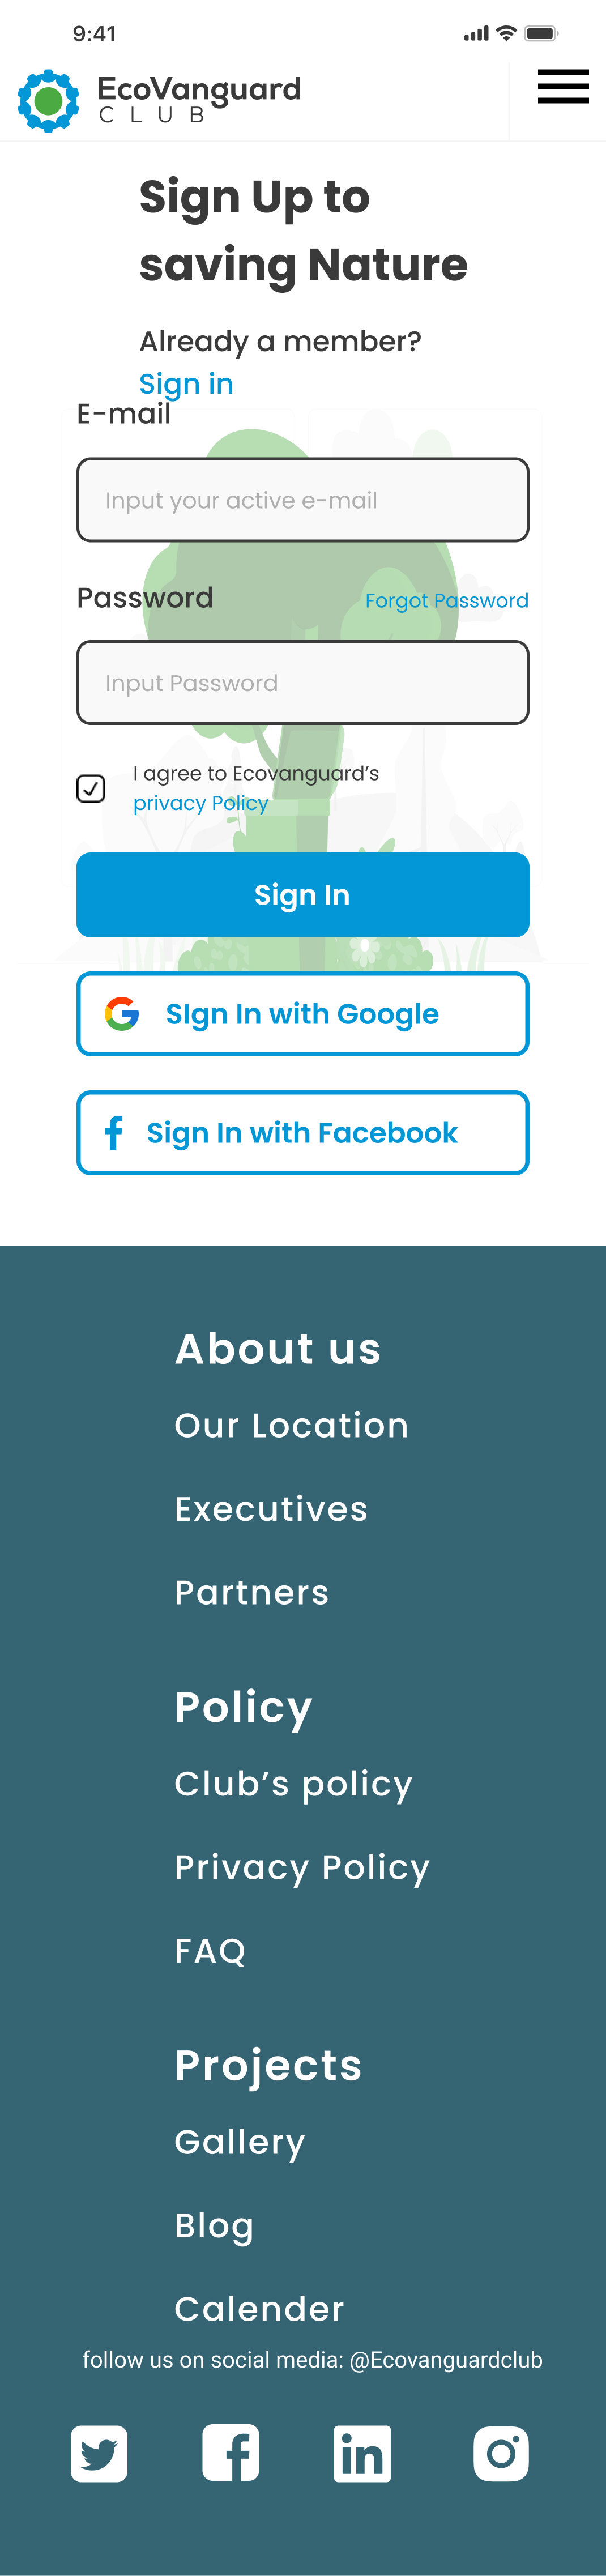 9:41
EcoVanguard
CLUB
Sign Up to
saving Nature
Already a member?
Sign in
E-mail
Input your active e-mail
Password
Forgot Password
Input Password
I agree to Ecovanguard’s
privacy Policy
Sign In
SIgn In with Google
Sign In with Facebook
About us
Our Location
Executives
Partners
Policy
Club’s policy
Privacy Policy
FAQ
Projects
Gallery
Blog
Calender
follow us on social media: @Ecovanguardclub